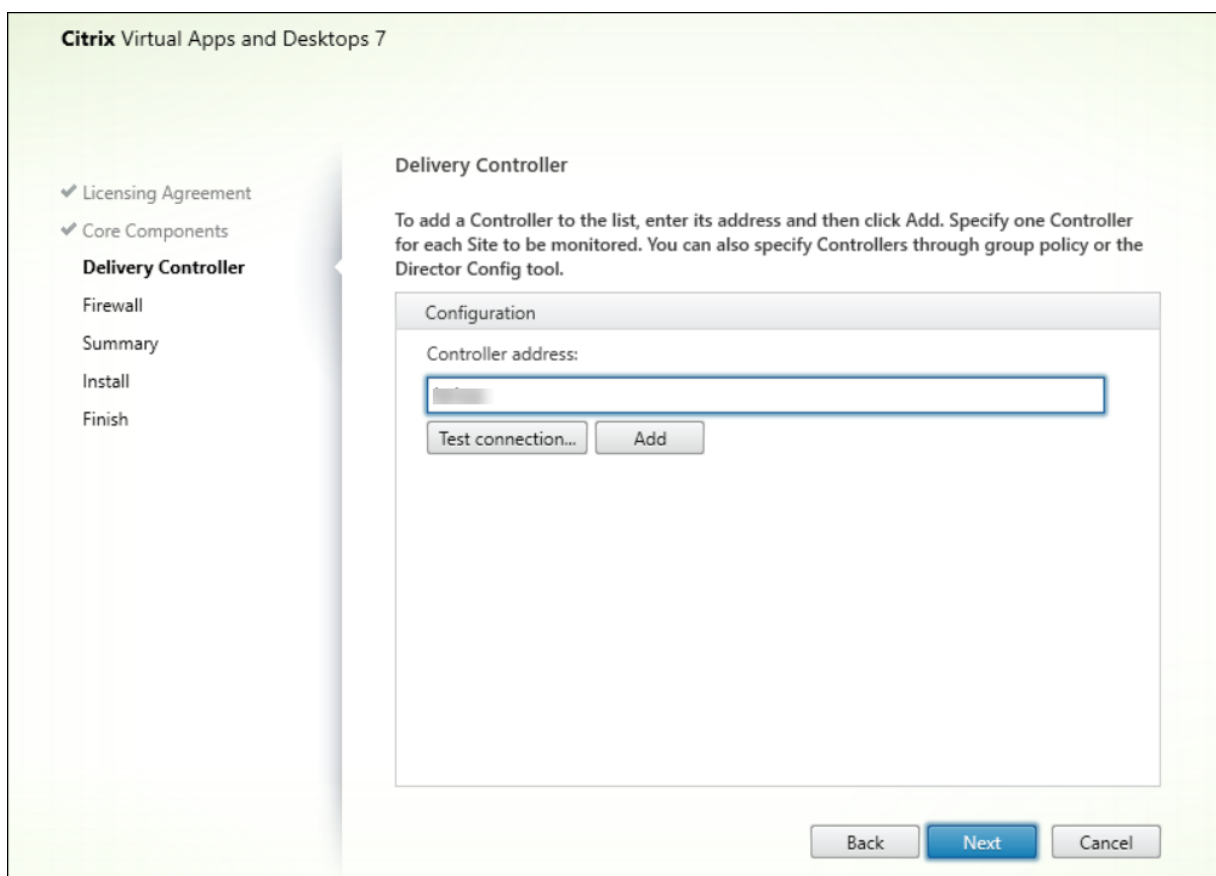 Citrix Virtual Apps and Desktops 7
Licensing Agreement
Core Components
Delivery Controller
Firewall
Summary
Install
Finish
Delivery Controller
To add a Controller to the list, enter its address and then click Add. Specify one Controller
for each Site to be monitored. You can also specify Controllers through group policy or the
Director Config tool.
Configuration
Controller address:
Test connection...
Add
Back
Next
Cancel